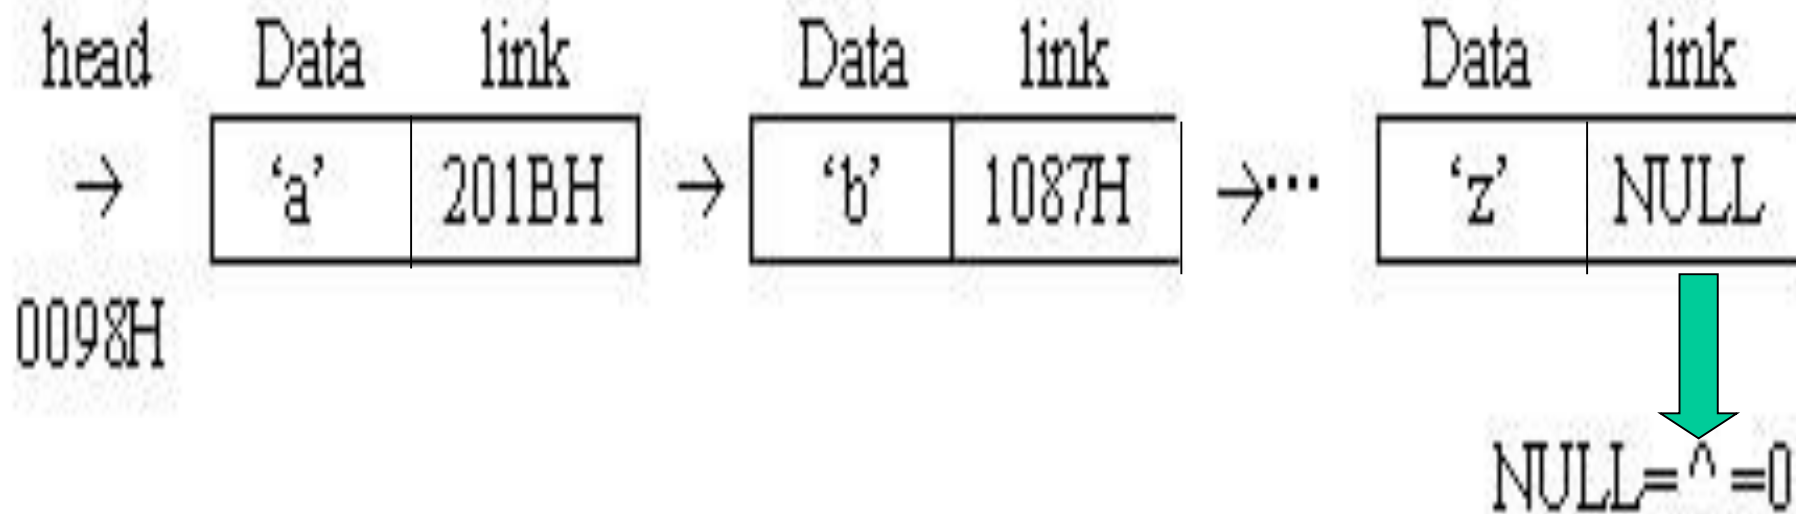 head Data link Data link Data link
→ ‘a’ 201BH → ‘b’ 1087H →··· ‘z’ NULL
0098H
NULL=^=0